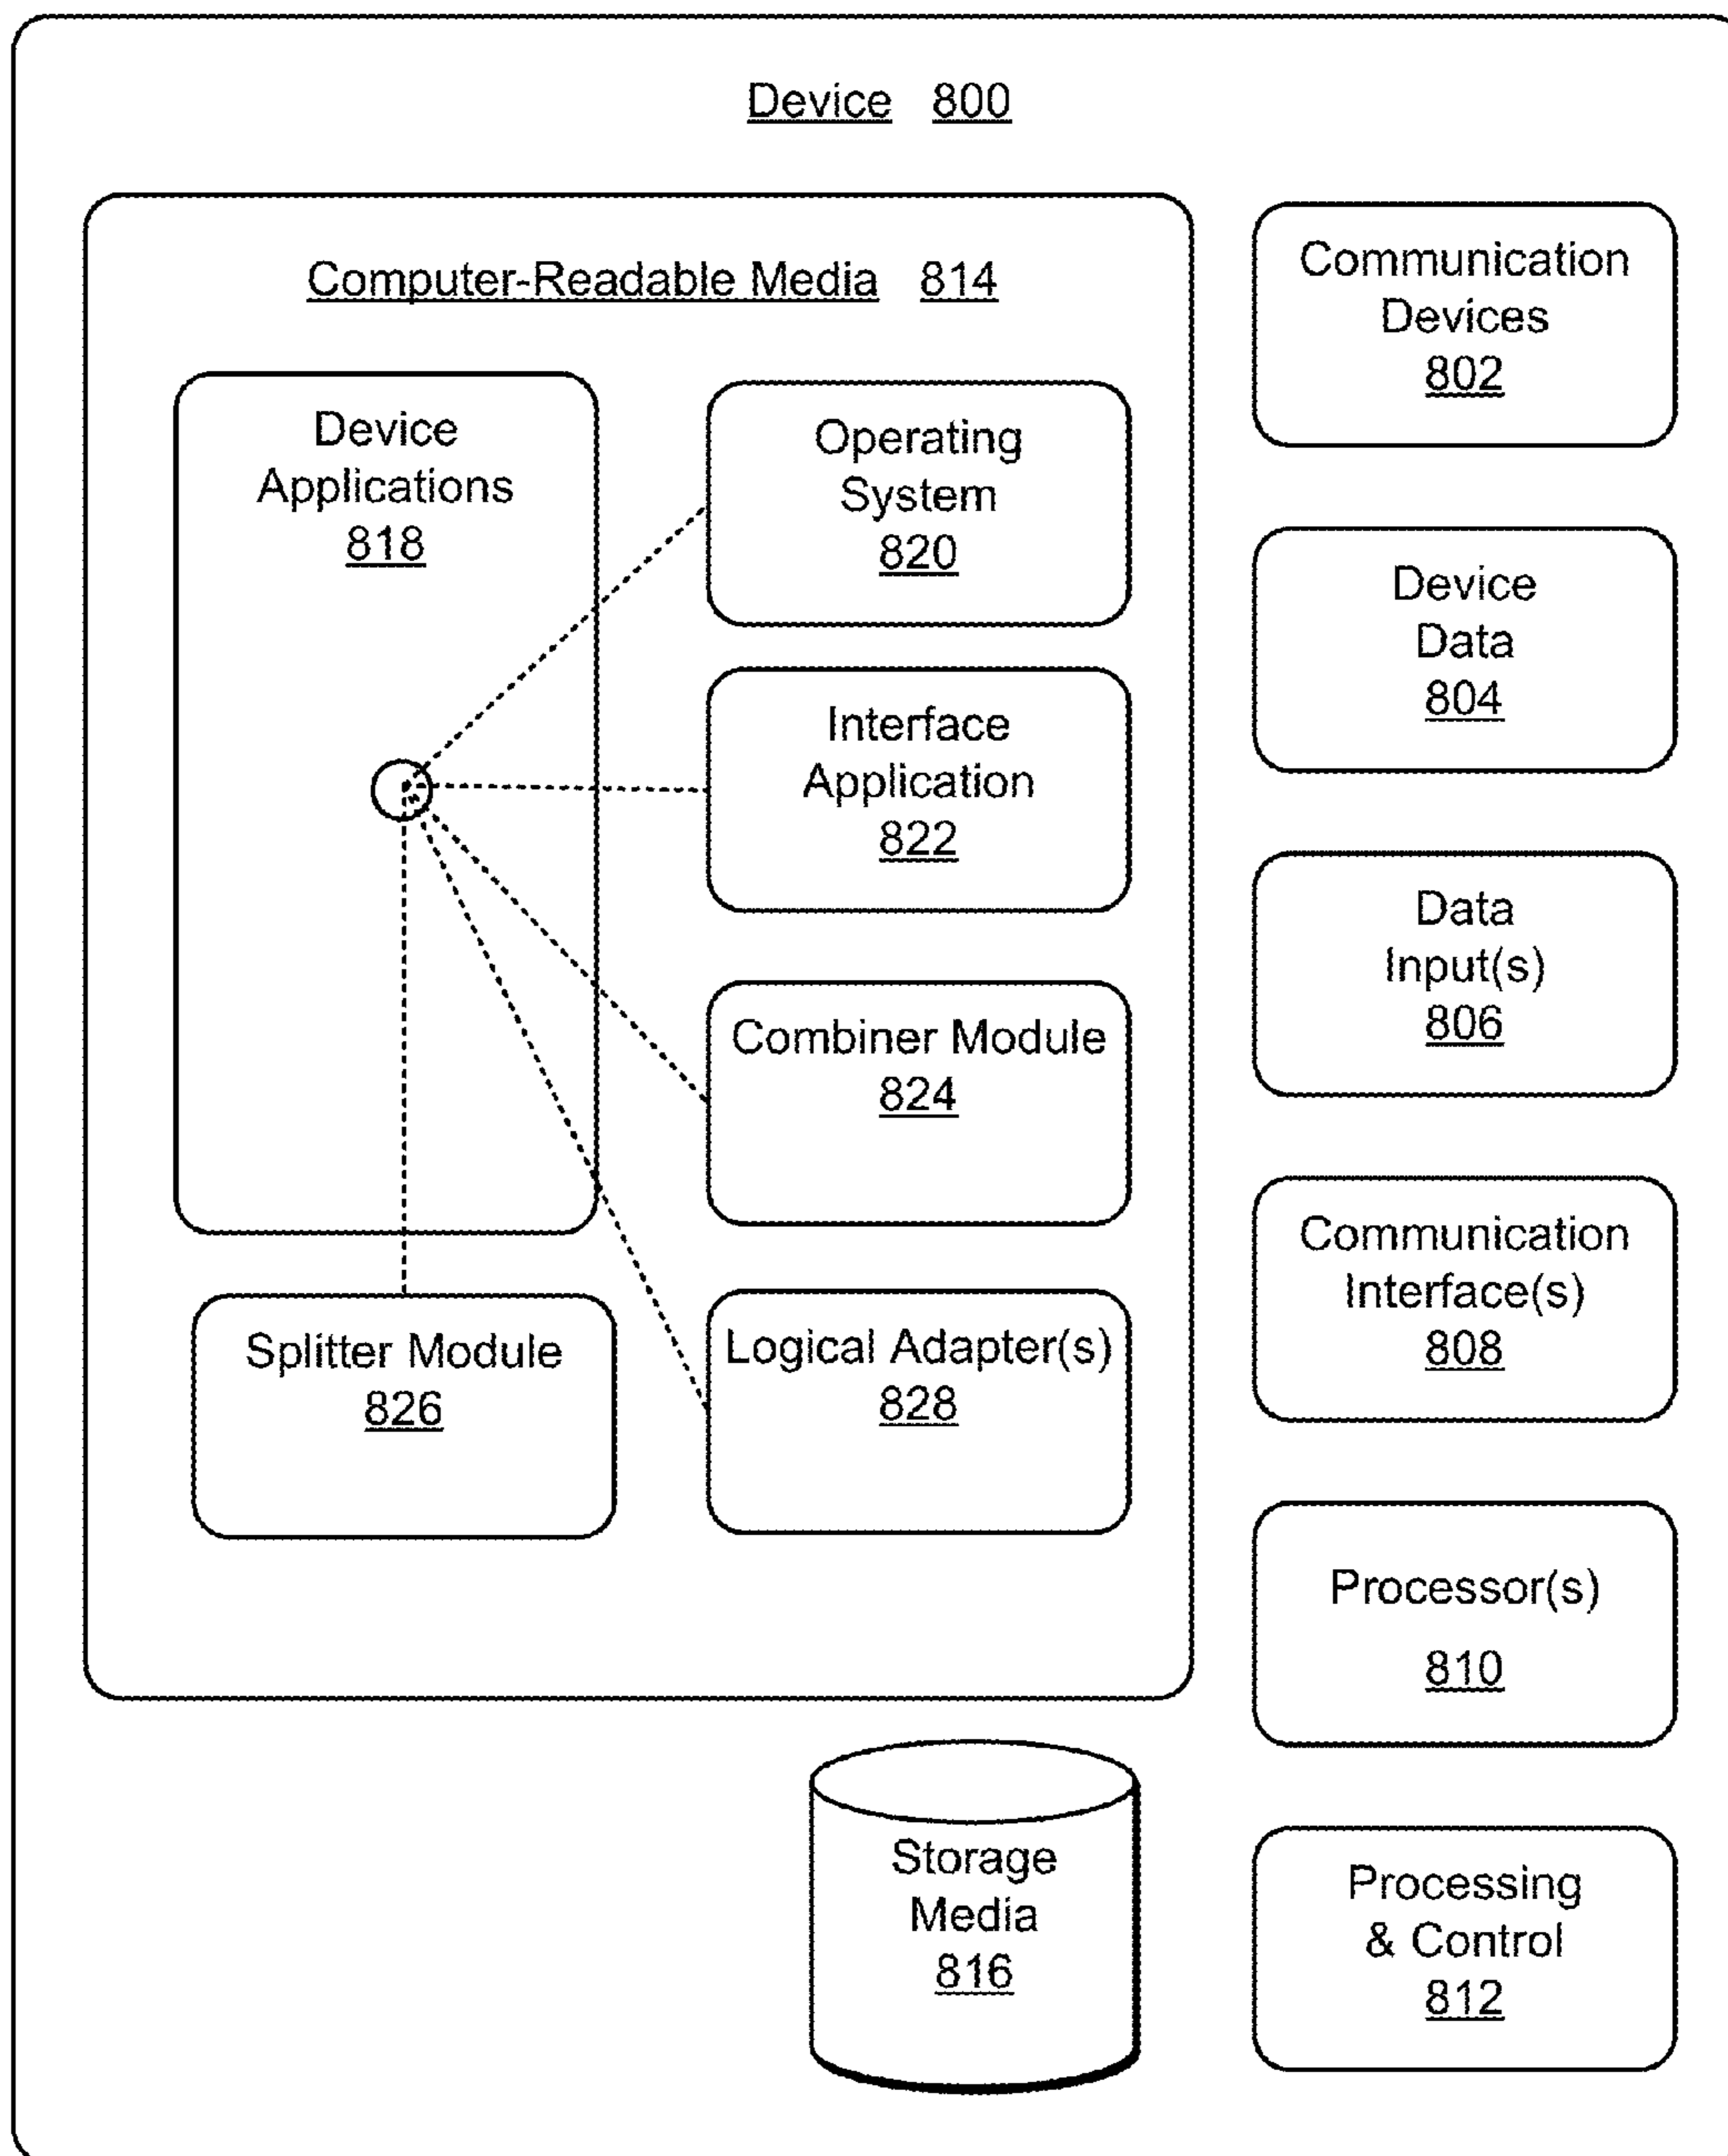 Device 800
Computer-Readable Media 814
Device
Applications
818
Operating
System
820
Interface
Application
822
Combiner Module
824
Splitter Module
826
Logical Adapter(s)
828
Storage
Media
816
Communication
Devices
802
Device
Data
804
Data
Input(s)
806
Communication
Interface(s)
808
Processor(s)
810
Processing
& Control
812